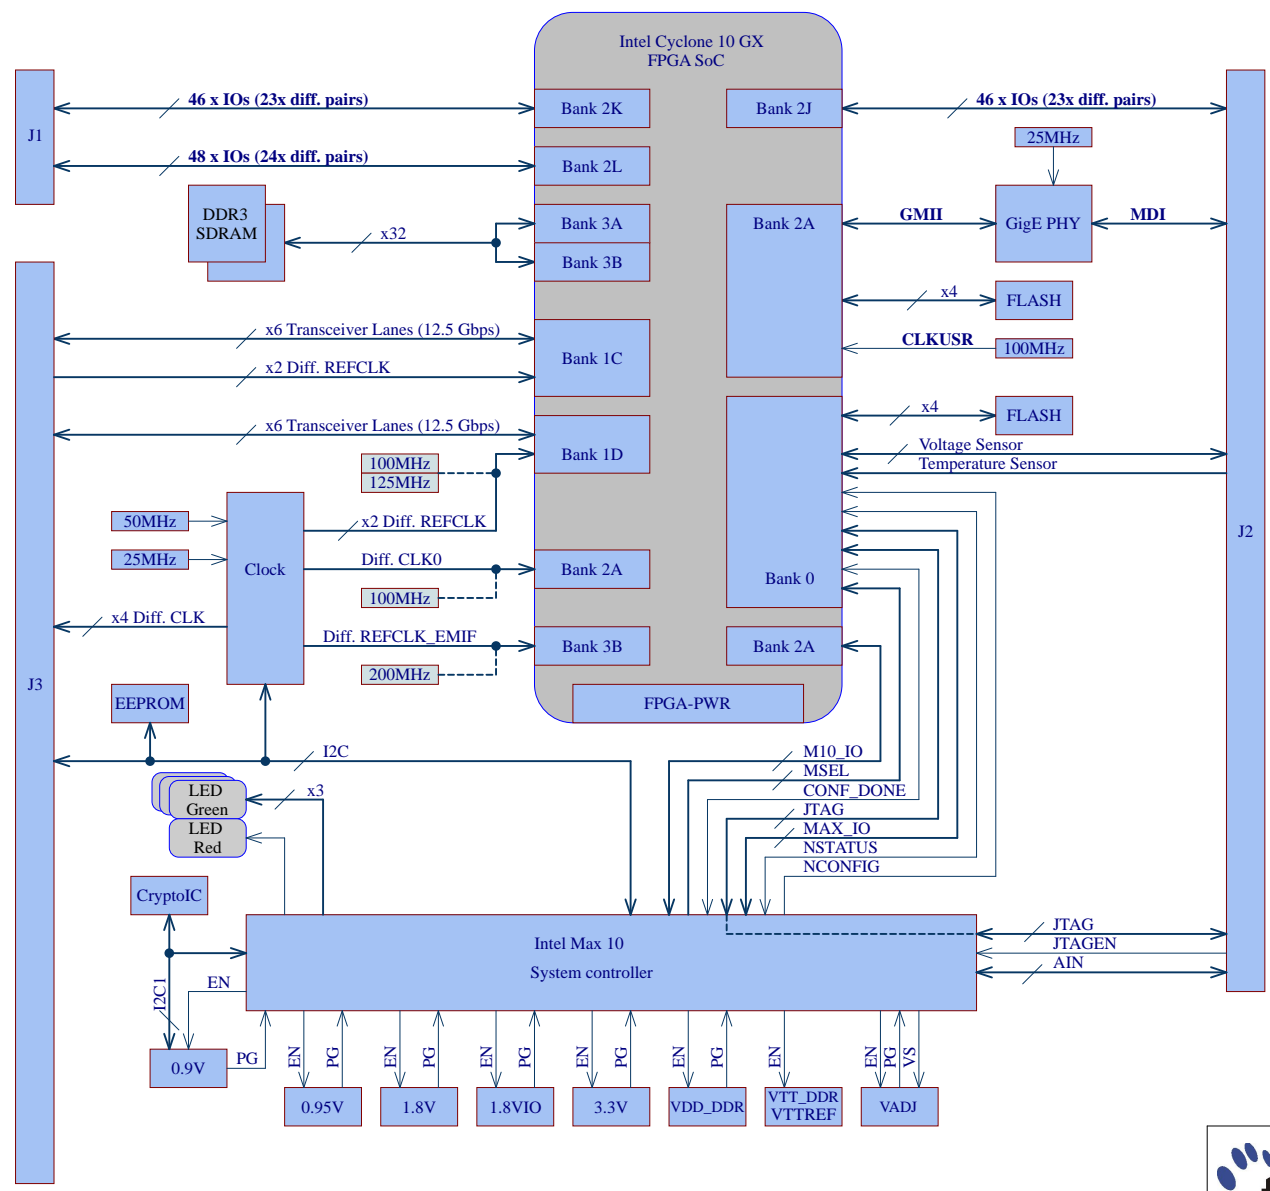 Intel Cyclone 10 GX
FPGA SoC
J1
46 x IOs (23x diff. pairs)
Bank 2K
Bank 2J
46 x IOs (23x diff. pairs)
25MHz
48 x IOs (24x diff. pairs)
Bank 2L
DDR3
SDRAM
x32
Bank 3A
Bank 3B
Bank 2A
GMII
GigE PHY
MDI
x4
FLASH
x6 Transceiver Lanes (12.5 Gbps)
Bank 1C
CLKUSR
100MHz
x2 Diff. REFCLK
x4
FLASH
x6 Transceiver Lanes (12.5 Gbps)
Bank 1D
Voltage Sensor
Temperature Sensor
100MHz
125MHz
50MHz
x2 Diff. REFCLK
J2
25MHz
Clock
Diff. CLK0
Bank 2A
Bank 0
100MHz
x4 Diff. CLK
Diff. REFCLK_EMIF
Bank 3B
Bank 2A
200MHz
J3
EEPROM
FPGA-PWR
I2C
M10_IO
MSEL
CONF_DONE
JTAG
MAX_IO
NSTATUS
NCONFIG
LED
Green
x3
LED
Red
CryptoIC
Intel Max 10
System controller
JTAG
JTAGEN
AIN
I2C1
EN
PG
0.9V
EN
PG
0.95V
EN
PG
1.8V
EN
PG
1.8VIO
EN
PG
3.3V
EN
PG
VDD_DDR
EN
VTT_DDR
VTTREF
EN
PG
VS
VADJ